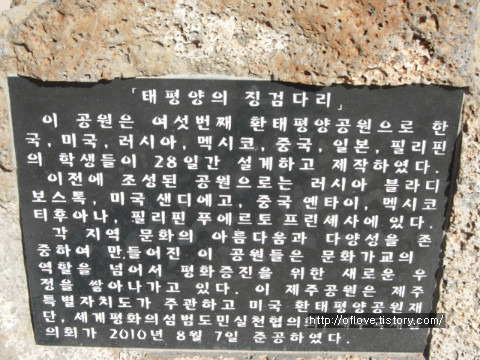 「태평양의 징검다리」
이 공원은 여섯번째 환태평양공원으로 한
국, 미국, 러시아, 멕시코, 중국, 일본, 필리핀
의 학생들이 28일간 설계하고 제작하였다.
이전에 조성된 공원으로는 러시아 블라디
보스톡, 미국 샌디에고, 중국 옌타이, 멕시코
티후아나, 필리핀 푸에르토 프린세사에 있다.
각 지역 문화의 아름다움과 다양성을 존
중하여 만들어진 이 공원들은 문화가교의
역할을 넘어서 평화증진을 위한 새로운 우
정을 쌓아나가고 있다. 이 제주공원은 제주
특별자치도가 주관하고 미국 환태평양공원재
단, 세계평화의섬범도민실천협의
의회가 2010년 8월 7일 준공하였다.
http://oflove.tistory.com/